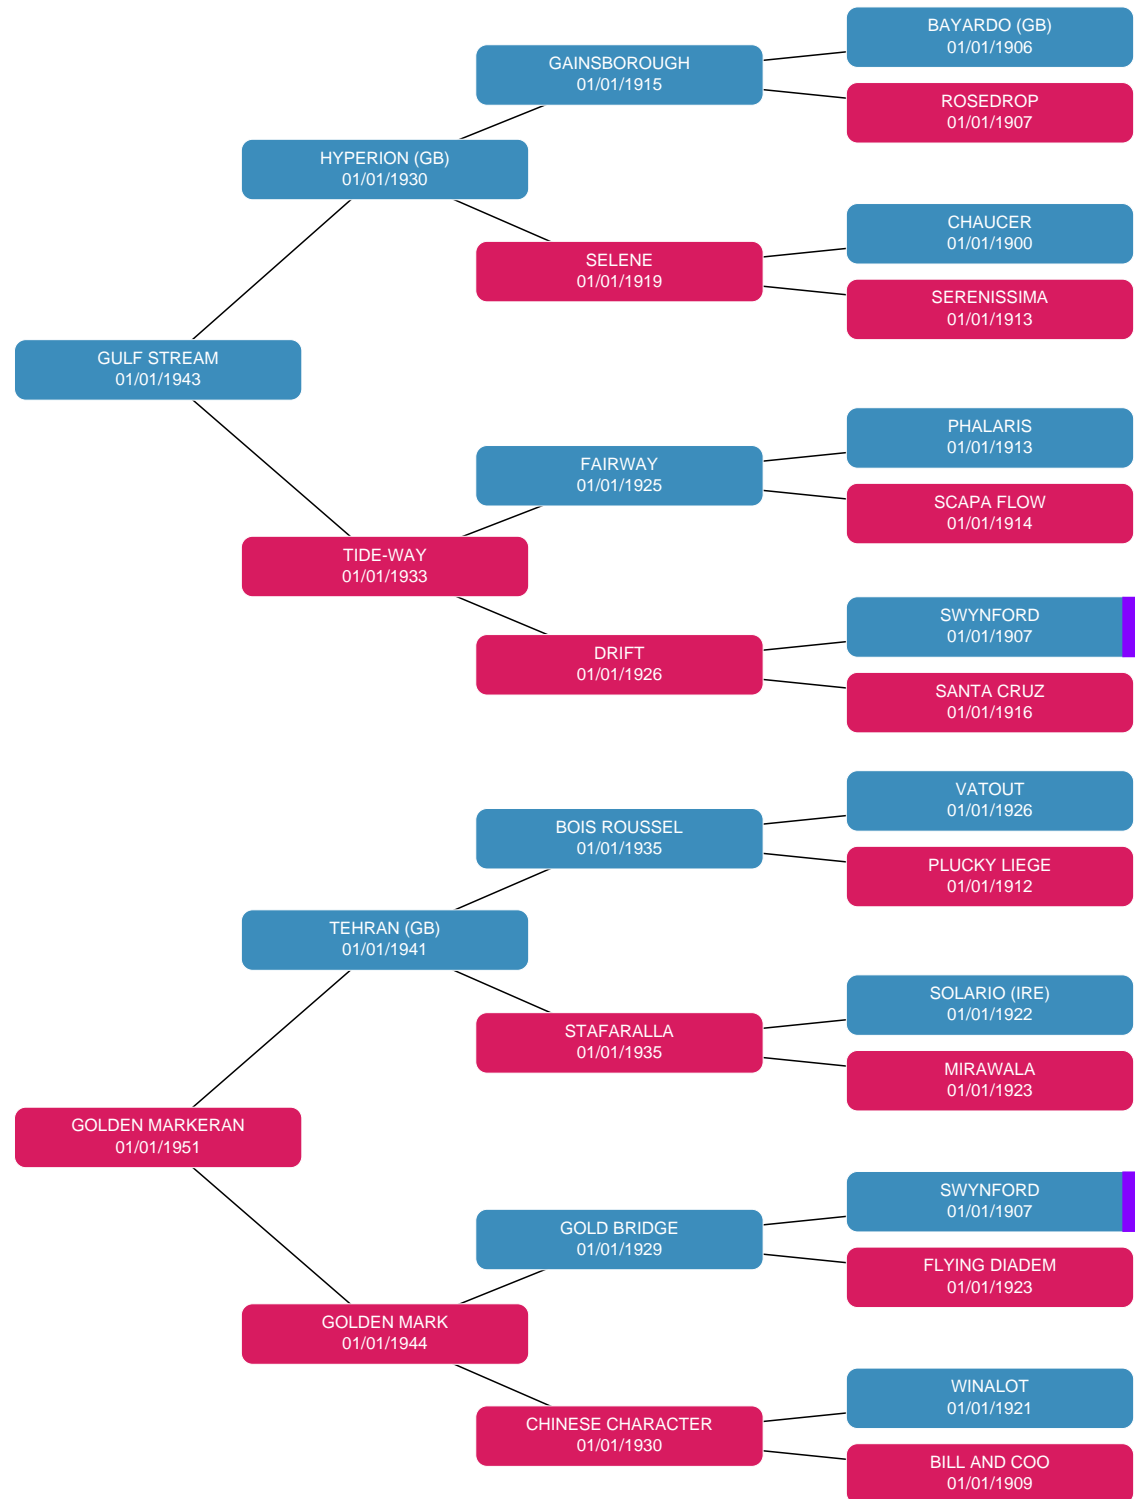 BAYARDO (GB)
01/01/1906
GAINSBOROUGH
01/01/1915
ROSEDROP
01/01/1907
HYPERION (GB)
01/01/1930
CHAUCER
01/01/1900
SELENE
01/01/1919
SERENISSIMA
01/01/1913
GULF STREAM
01/01/1943
PHALARIS
01/01/1913
FAIRWAY
01/01/1925
SCAPA FLOW
01/01/1914
TIDE-WAY
01/01/1933
SWYNFORD
01/01/1907
DRIFT
01/01/1926
SANTA CRUZ
01/01/1916
VATOUT
01/01/1926
BOIS ROUSSEL
01/01/1935
PLUCKY LIEGE
01/01/1912
TEHRAN (GB)
01/01/1941
SOLARIO (IRE)
01/01/1922
STAFARALLA
01/01/1935
MIRAWALA
01/01/1923
GOLDEN MARKERAN
01/01/1951
SWYNFORD
01/01/1907
GOLD BRIDGE
01/01/1929
FLYING DIADEM
01/01/1923
GOLDEN MARK
01/01/1944
WINALOT
01/01/1921
CHINESE CHARACTER
01/01/1930
BILL AND COO
01/01/1909